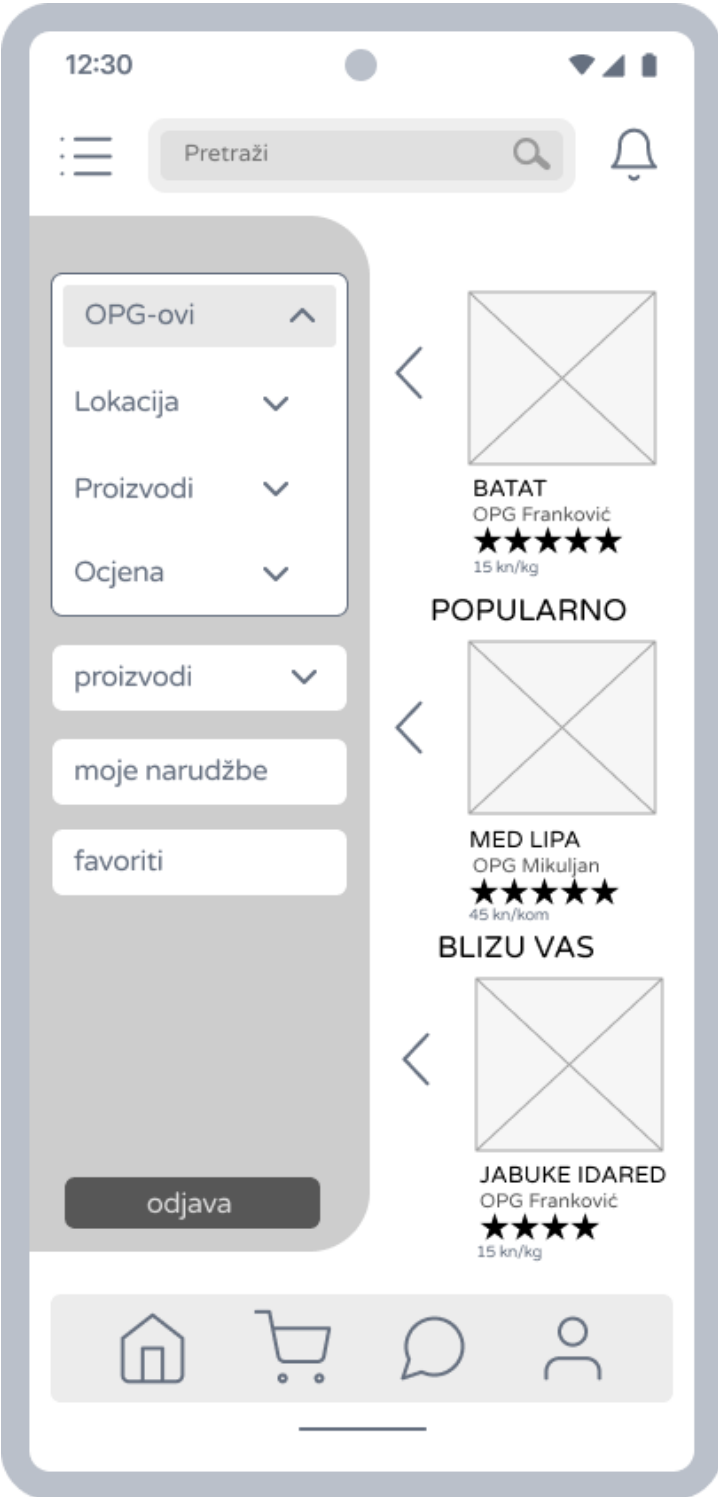 12:30
Pretraži
OPG-ovi
Lokacija
Proizvodi
Ocjena
proizvodi
moje narudžbe
favoriti
odjava
BATAT
OPG Franković
15 kn/kg
POPULARNO
MED LIPA
OPG Mikuljan
45 kn/kom
BLIZU VAS
JABUKE IDARED
OPG Franković
15 kn/kg